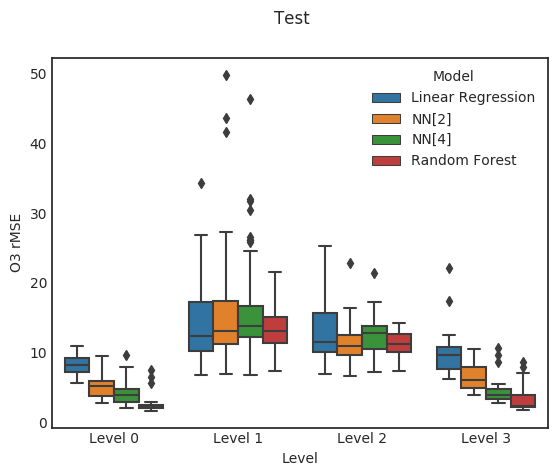 Test
50
40
30
20
10
0
O3 rMSE
Model
Linear Regression
NN[2]
NN[4]
Random Forest
Level 0 Level 1 Level 2 Level 3
Level